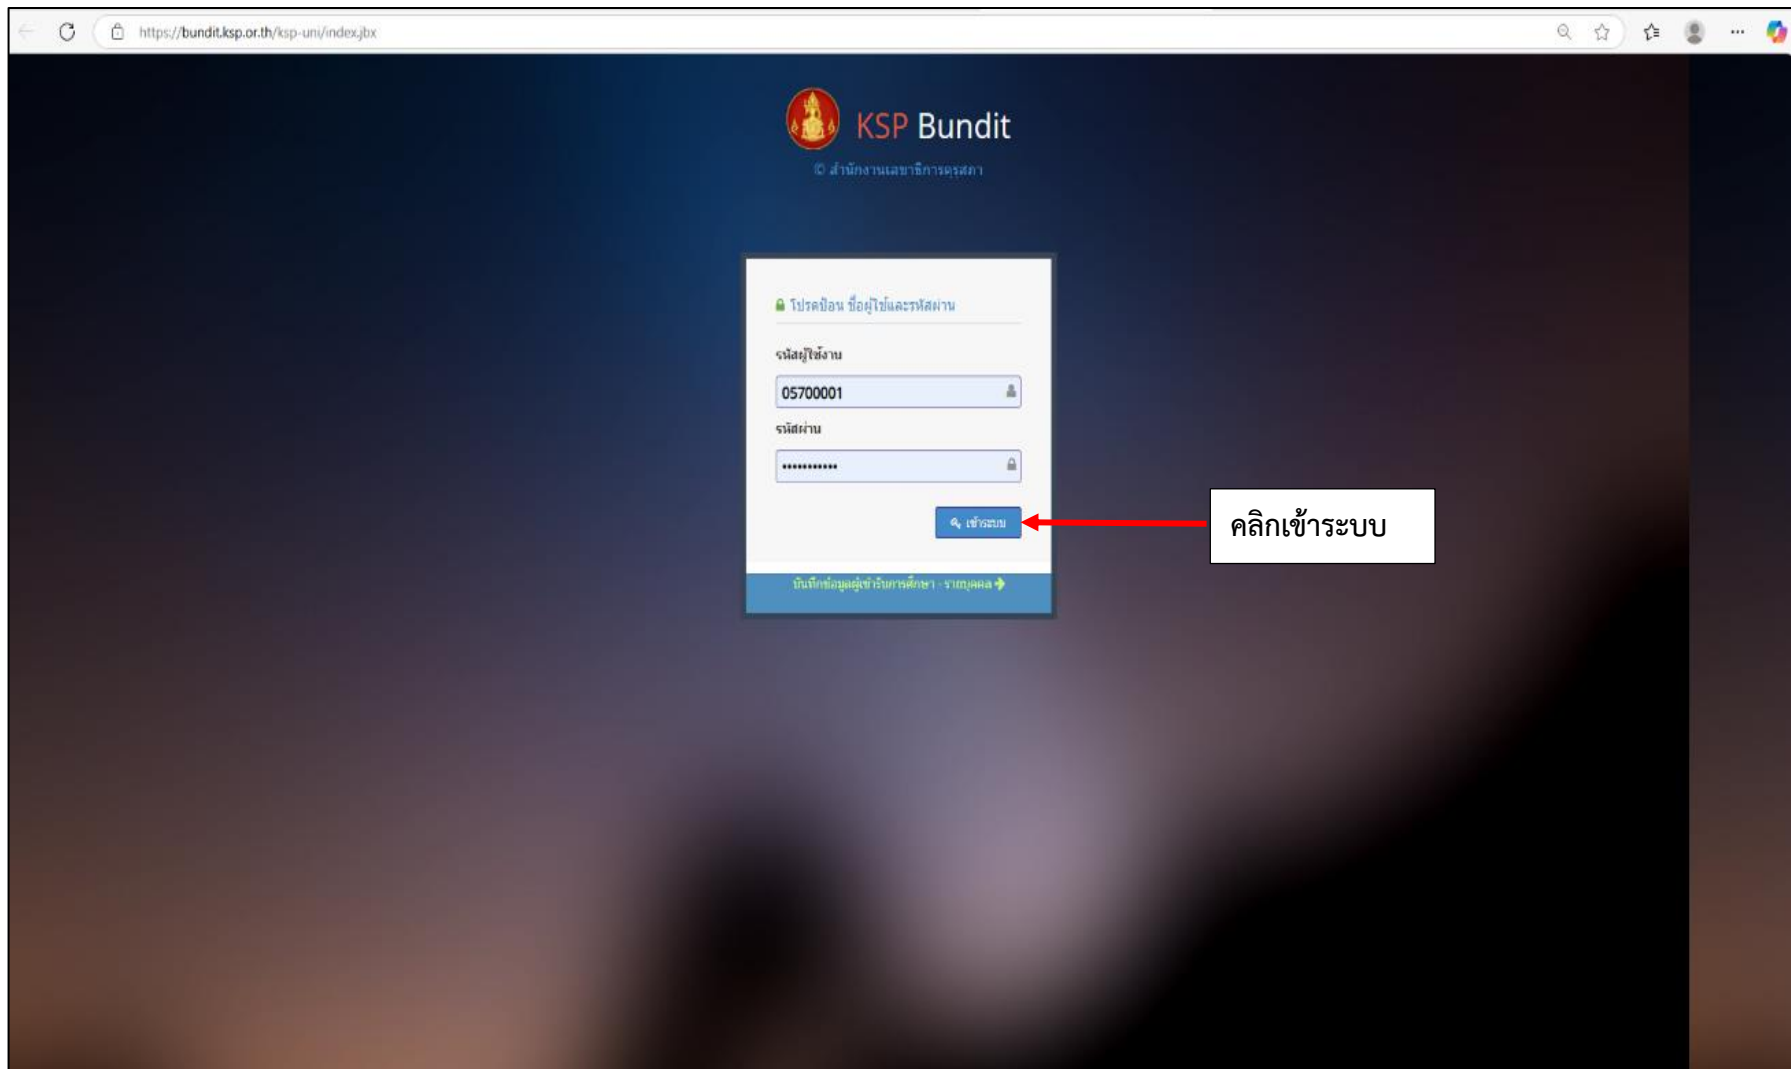 https://bundit.ksp.or.th/ksp-uni/index.jbx
KSP Bundit
© สำนักงานเลขาธิการคุรุสภา
โปรดป้อน ชื่อผู้ใช้และรหัสผ่าน
รหัสผู้ใช้งาน
05700001
รหัสผ่าน
•••••••••••
เข้าระบบ
คลิกเข้าระบบ
บันทึกข้อมูลผู้เข้ารับการศึกษา - รายบุคคล